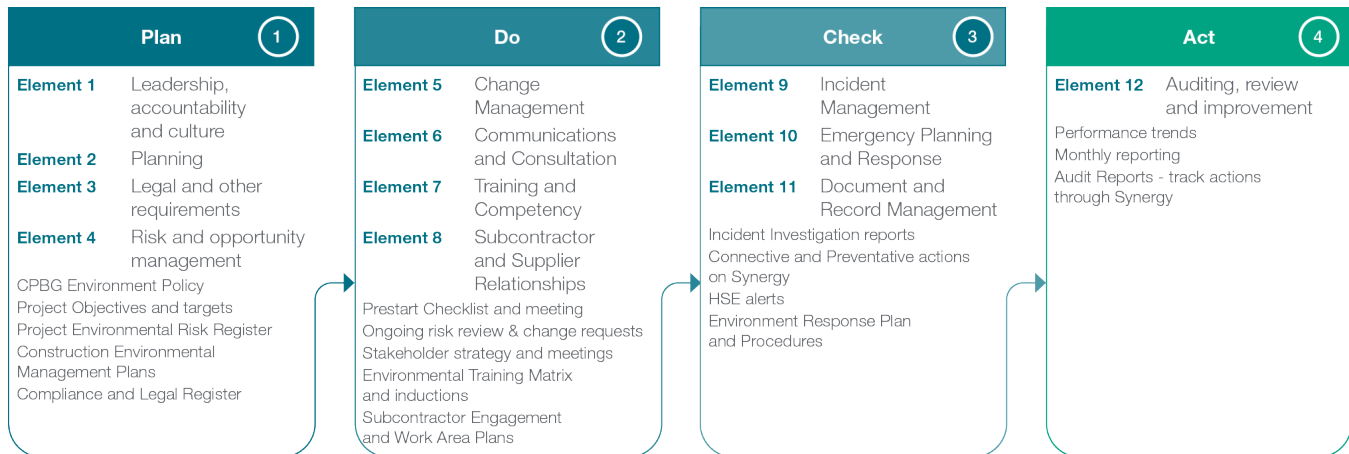 Plan 1
Element 1 Leadership,
accountability
and culture
Element 2 Planning
Element 3 Legal and other
requirements
Element 4 Risk and opportunity
management
CPBG Environment Policy
Project Objectives and targets
Project Environmental Risk Register
Construction Environmental
Management Plans
Compliance and Legal Register
Do 2
Element 5 Change
Management
Element 6 Communications
and Consultation
Element 7 Training and
Competency
Element 8 Subcontractor
and Supplier
Relationships
Prestart Checklist and meeting
Ongoing risk review & change requests
Stakeholder strategy and meetings
Environmental Training Matrix
and inductions
Subcontractor Engagement
and Work Area Plans
Check 3
Element 9 Incident
Management
Element 10 Emergency Planning
and Response
Element 11 Document and
Record Management
Incident Investigation reports
Connective and Preventative actions
on Synergy
HSE alerts
Environment Response Plan
and Procedures
Act 4
Element 12 Auditing, review
and improvement
Performance trends
Monthly reporting
Audit Reports - track actions
through Synergy